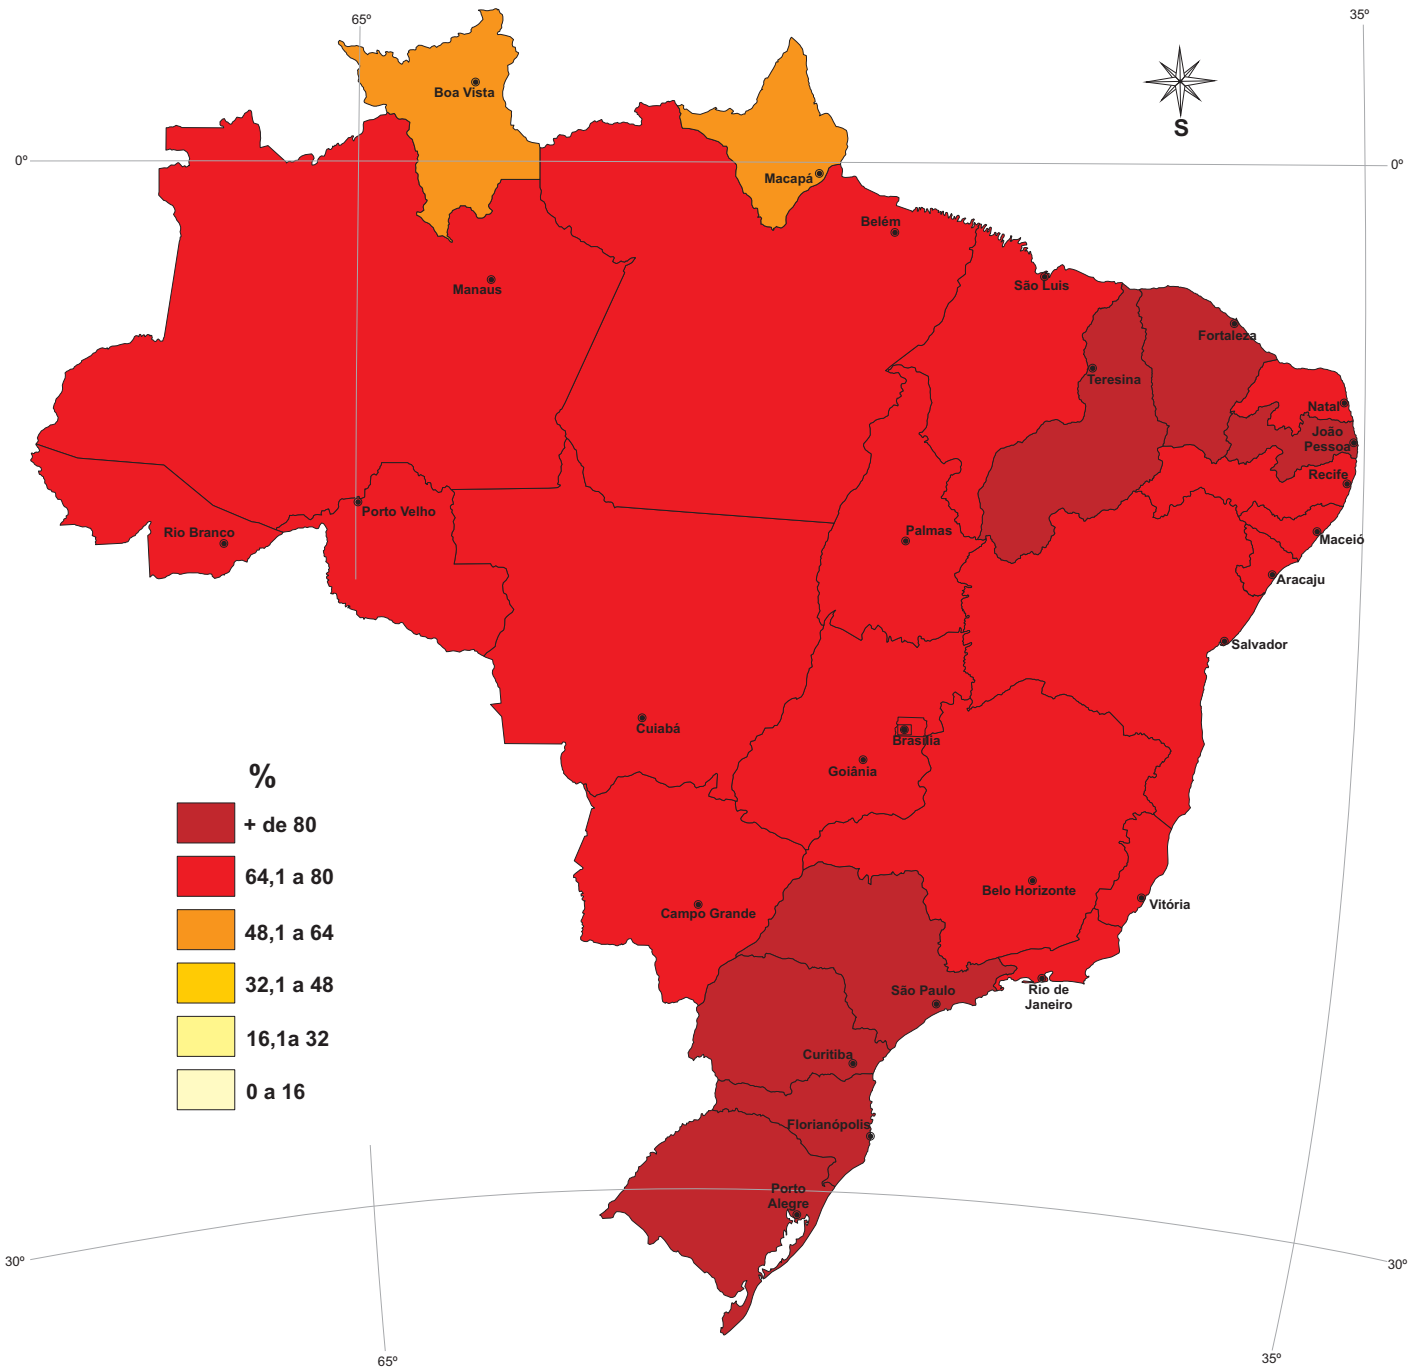 65º
35º
Boa Vista
S
0º
0º
Macapá
Belém
Manaus
São Luis
Fortaleza
Teresina
Natal
João
Pessoa
Recife
Porto Velho
Rio Branco
Palmas
Maceió
Aracaju
Salvador
Cuiabá
Brasília
Goiânia
%
+ de 80
64,1 a 80
48,1 a 64
32,1 a 48
16,1a 32
0 a 16
Belo Horizonte
Vitória
Campo Grande
São Paulo
Rio de
Janeiro
Curitiba
Florianópolis
Porto
Alegre
30º
30º
65º
35º